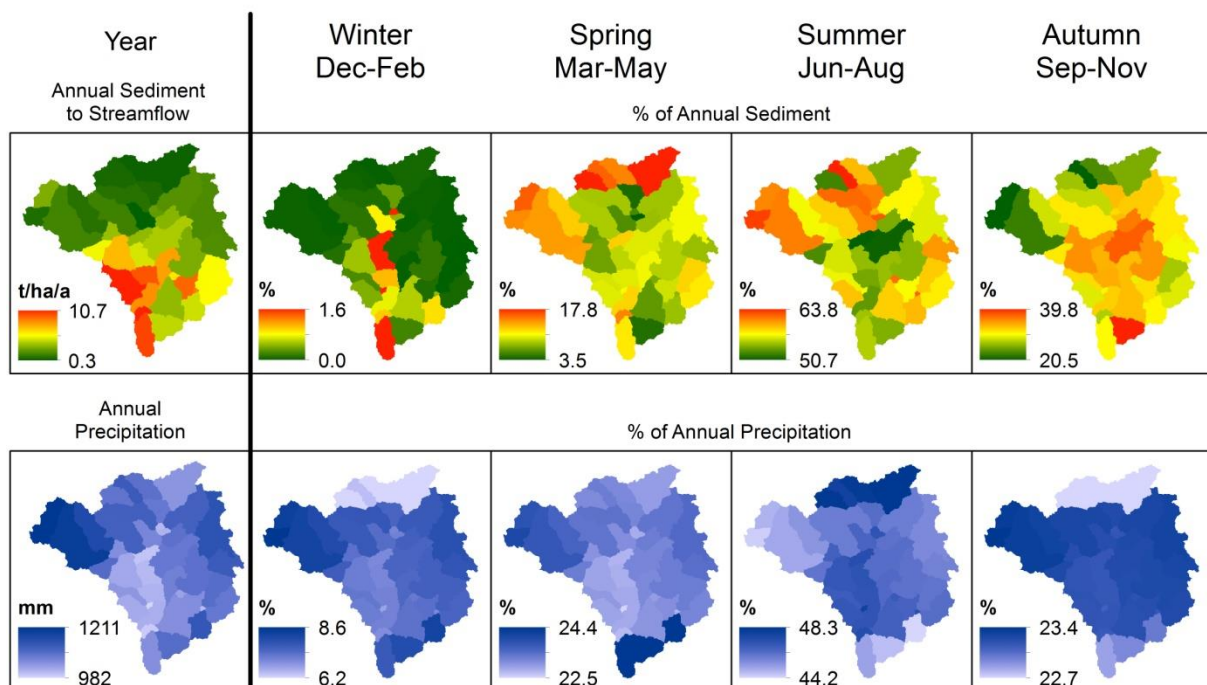 Year
Winter
Dec-Feb
Spring
Mar-May
Summer
Jun-Aug
Autumn
Sep-Nov
Annual Sediment
to Streamflow
% of Annual Sediment
t/ha/a
10.7
0.3
%
1.6
0.0
%
17.8
3.5
%
63.8
50.7
%
39.8
20.5
Annual
Precipitation
% of Annual Precipitation
mm
1211
982
%
8.6
6.2
%
24.4
22.5
%
48.3
44.2
%
23.4
22.7